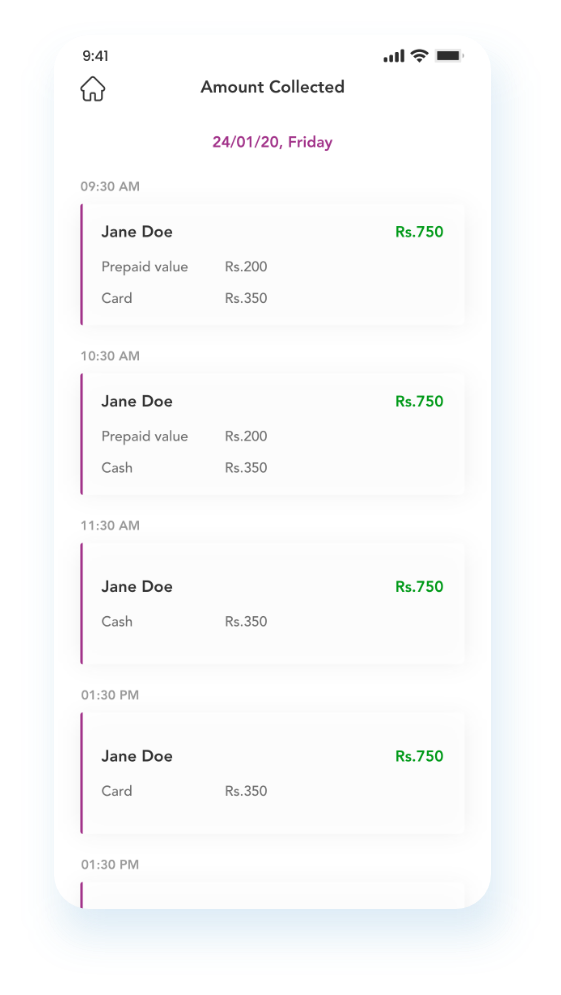 9:41
Amount Collected
24/01/20, Friday
09:30 AM
Jane Doe Rs.750
Prepaid value Rs.200
Card Rs.350
10:30 AM
Jane Doe Rs.750
Prepaid value Rs.200
Cash Rs.350
11:30 AM
Jane Doe Rs.750
Cash Rs.350
01:30 PM
Jane Doe Rs.750
Card Rs.350
01:30 PM